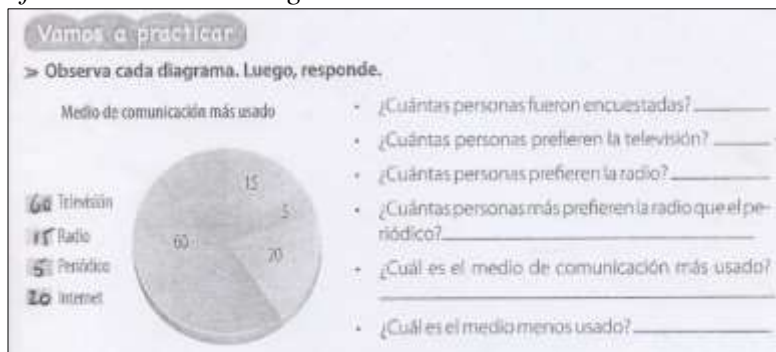 Vamos a practicar
> Observa cada diagrama. Luego, responde.
Medio de comunicación más usado
60 Televisión
15 Radio
5 Periódico
20 Internet
15
5
20
60
• ¿Cuántas personas fueron encuestadas?
• ¿Cuántas personas prefieren la televisión?
• ¿Cuántas personas prefieren la radio?
• ¿Cuántas personas más prefieren la radio que el pe-
riódico?
• ¿Cuál es el medio de comunicación más usado?
• ¿Cuál es el medio menos usado?